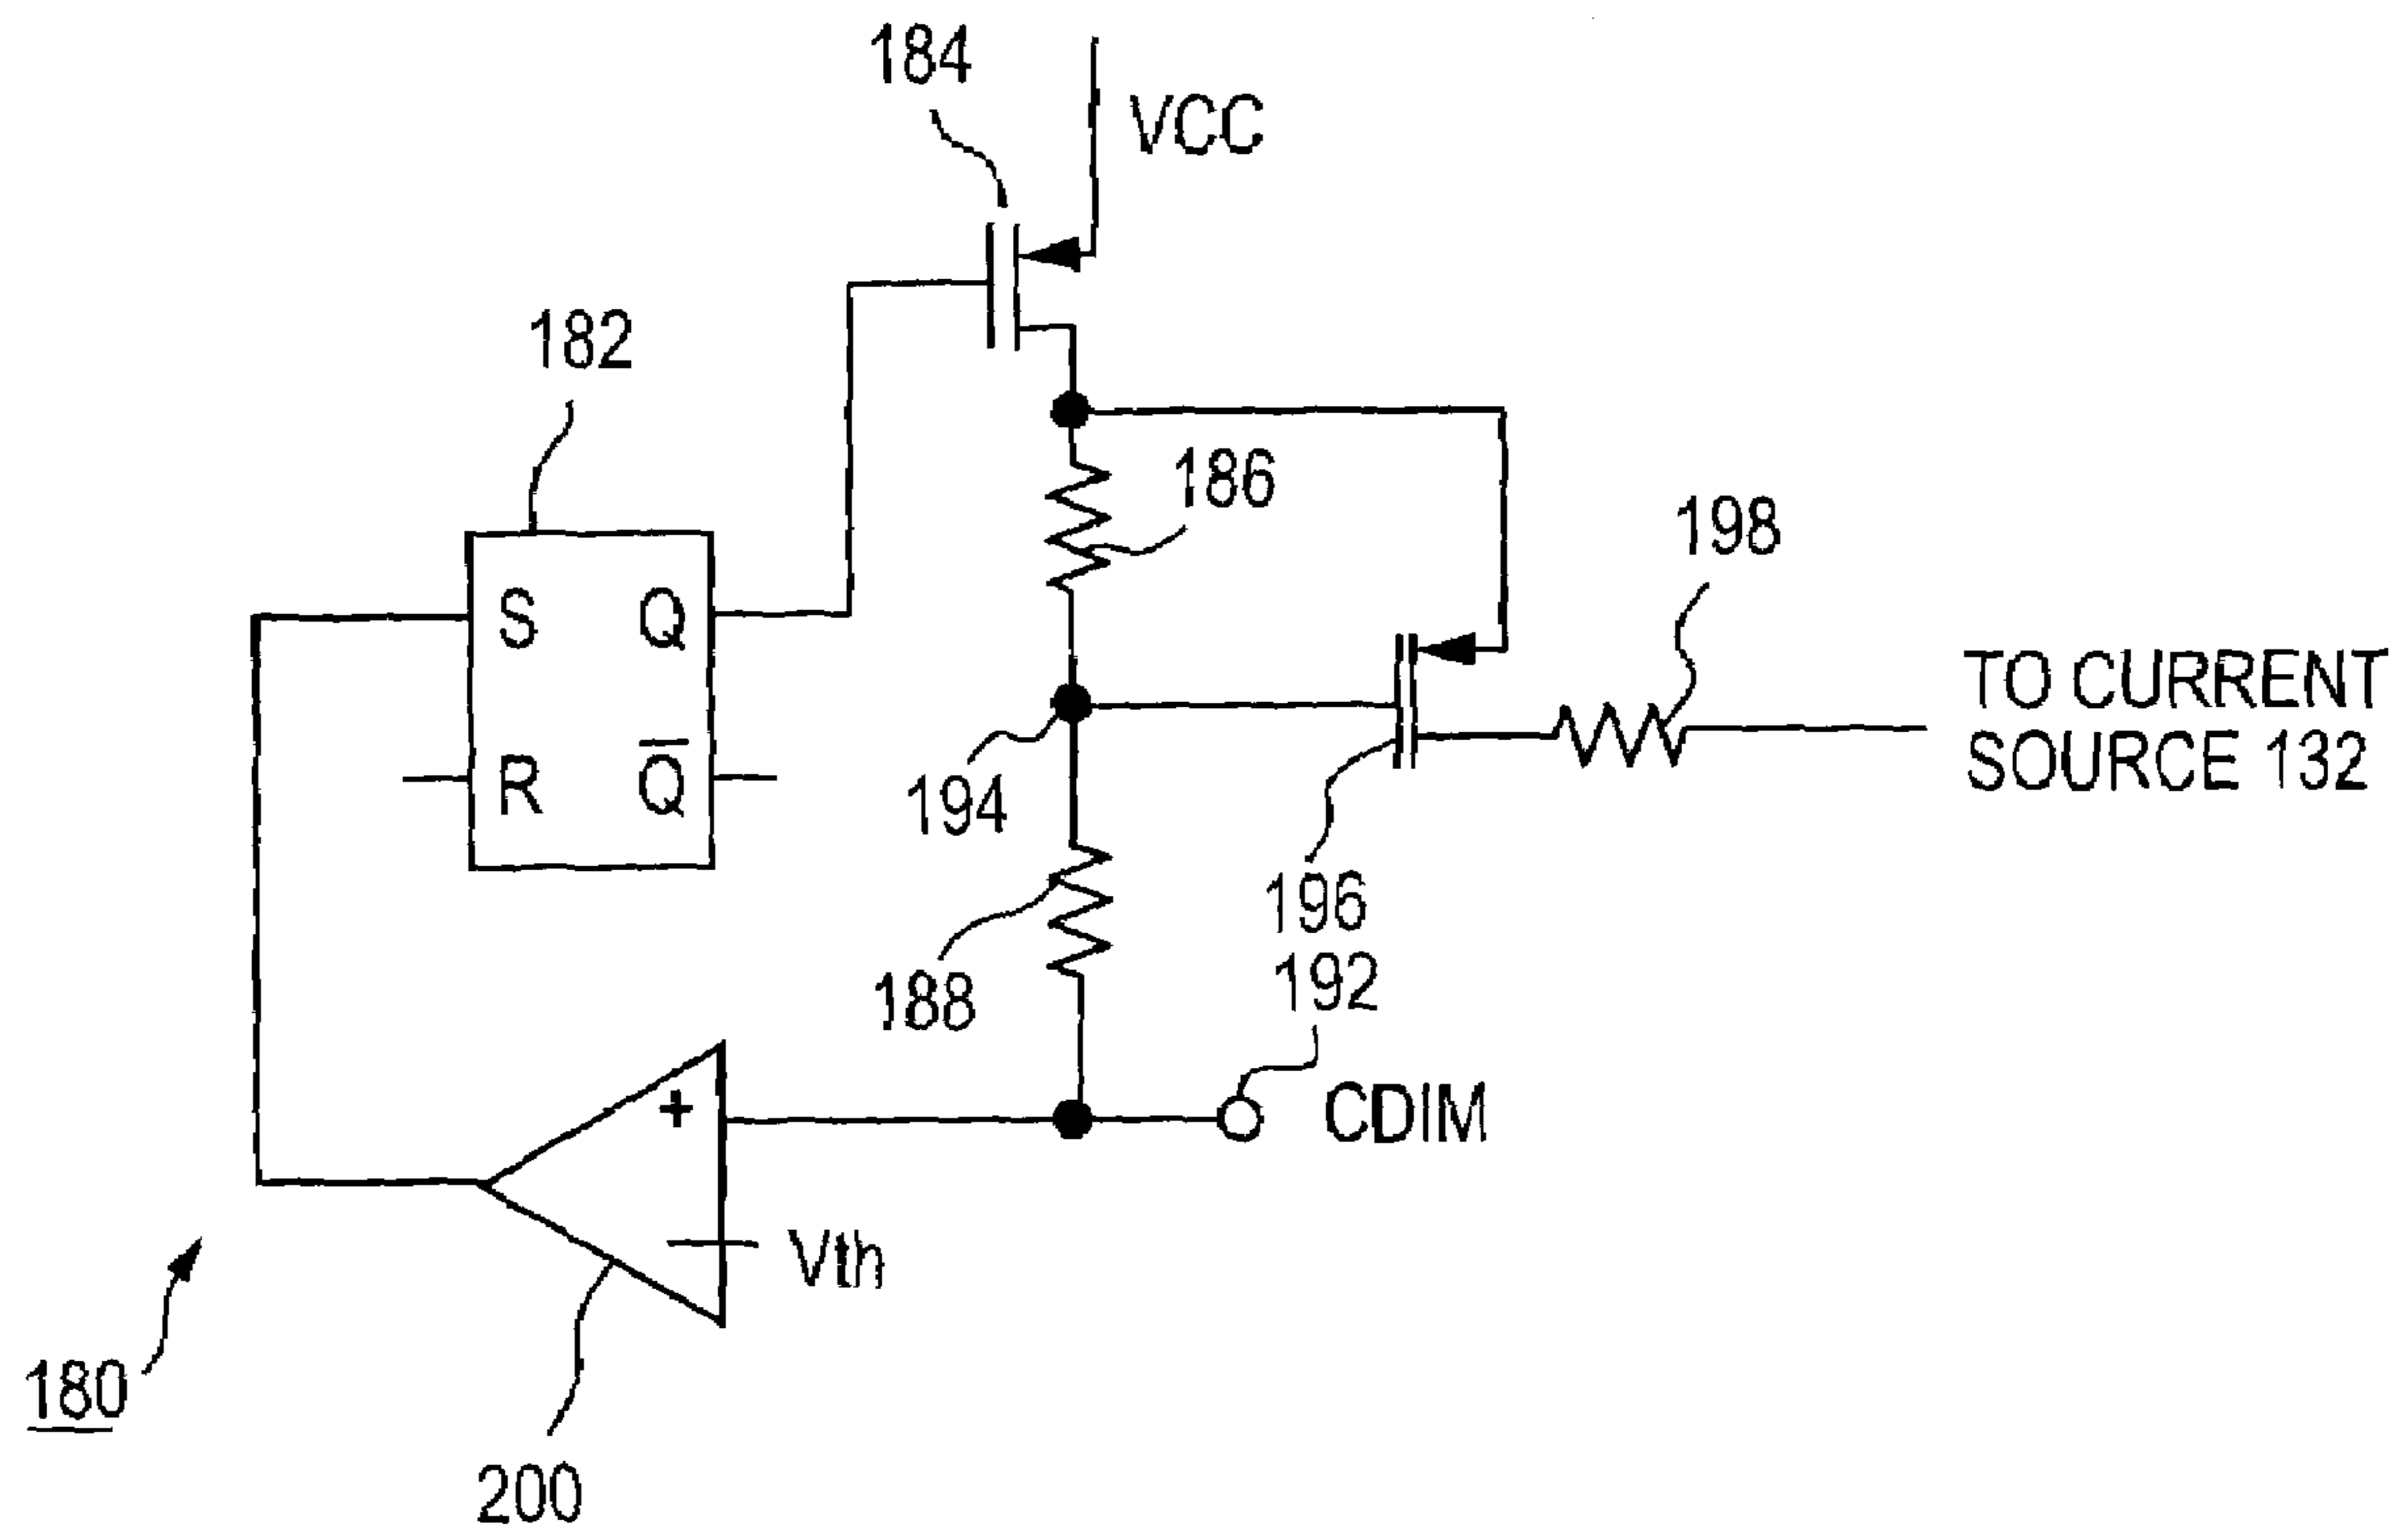 184
VCC
182
186
198
S Q
TO CURRENT
SOURCE 132
R Q̅
194
196
192
188
+
CDIM
Vth
180
200